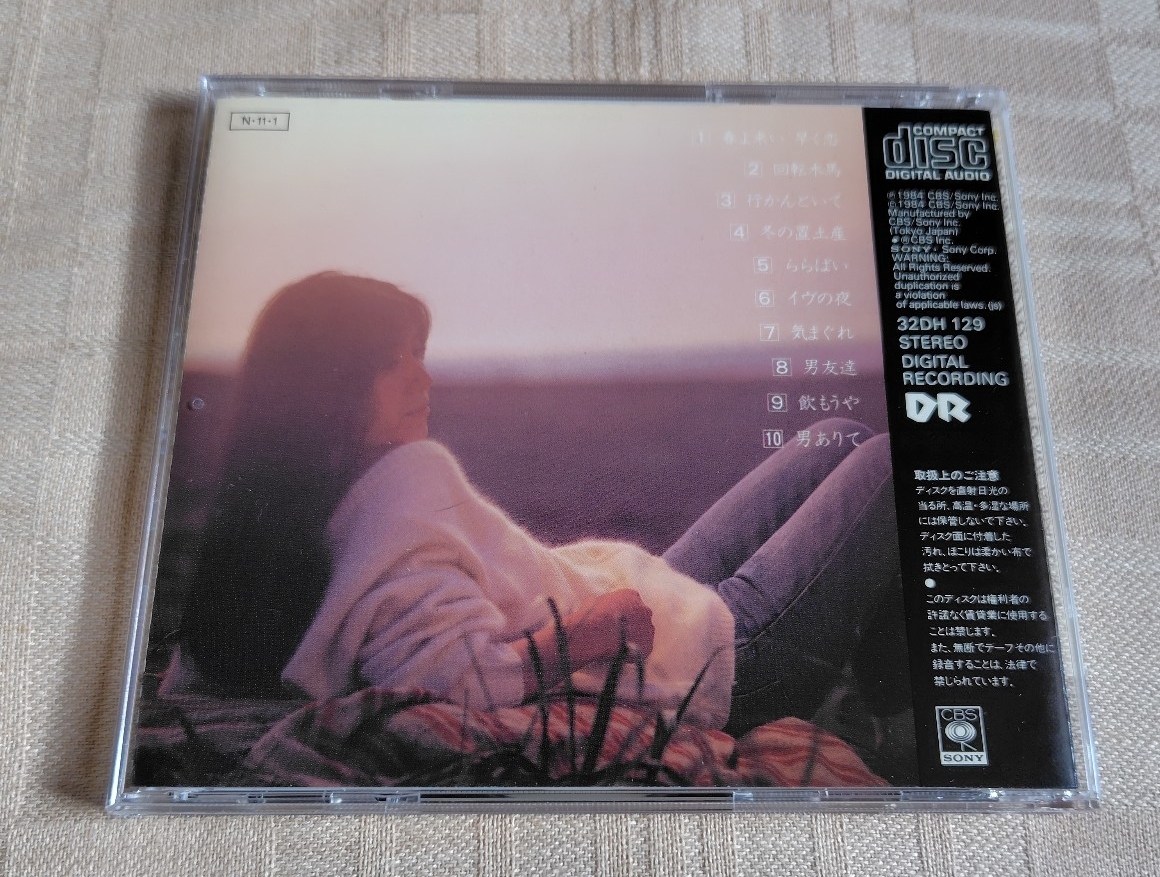 N・11・1
1 春よ来い 早く恋
2 回転木馬
3 行かんといて
4 冬の置土産
5 ららばい
6 イヴの夜
7 気まぐれ
8 男友達
9 飲もうや
10 男ありて
COMPACT
disc
DIGITAL AUDIO
℗1984 CBS/Sony Inc.
©1984 CBS/Sony Inc.
Manufactured by
CBS/Sony Inc.
(Tokyo Japan)
®CBS Inc.
SONY・Sony Corp.
WARNING:
All Rights Reserved.
Unauthorized
duplication is
a violation
of applicable laws. (js)
32DH 129
STEREO
DIGITAL
RECORDING
DR
取扱上のご注意
ディスクを直射日光の
当る所、高温・多湿な場所
には保管しないで下さい。
ディスク面に付着した
汚れ、ほこりは柔かい布で
拭きとって下さい。
●
このディスクは権利者の
許諾なく賃貸業に使用する
ことは禁じます。
また、無断でテープその他に
録音することは、法律で
禁じられています。
CBS
SONY